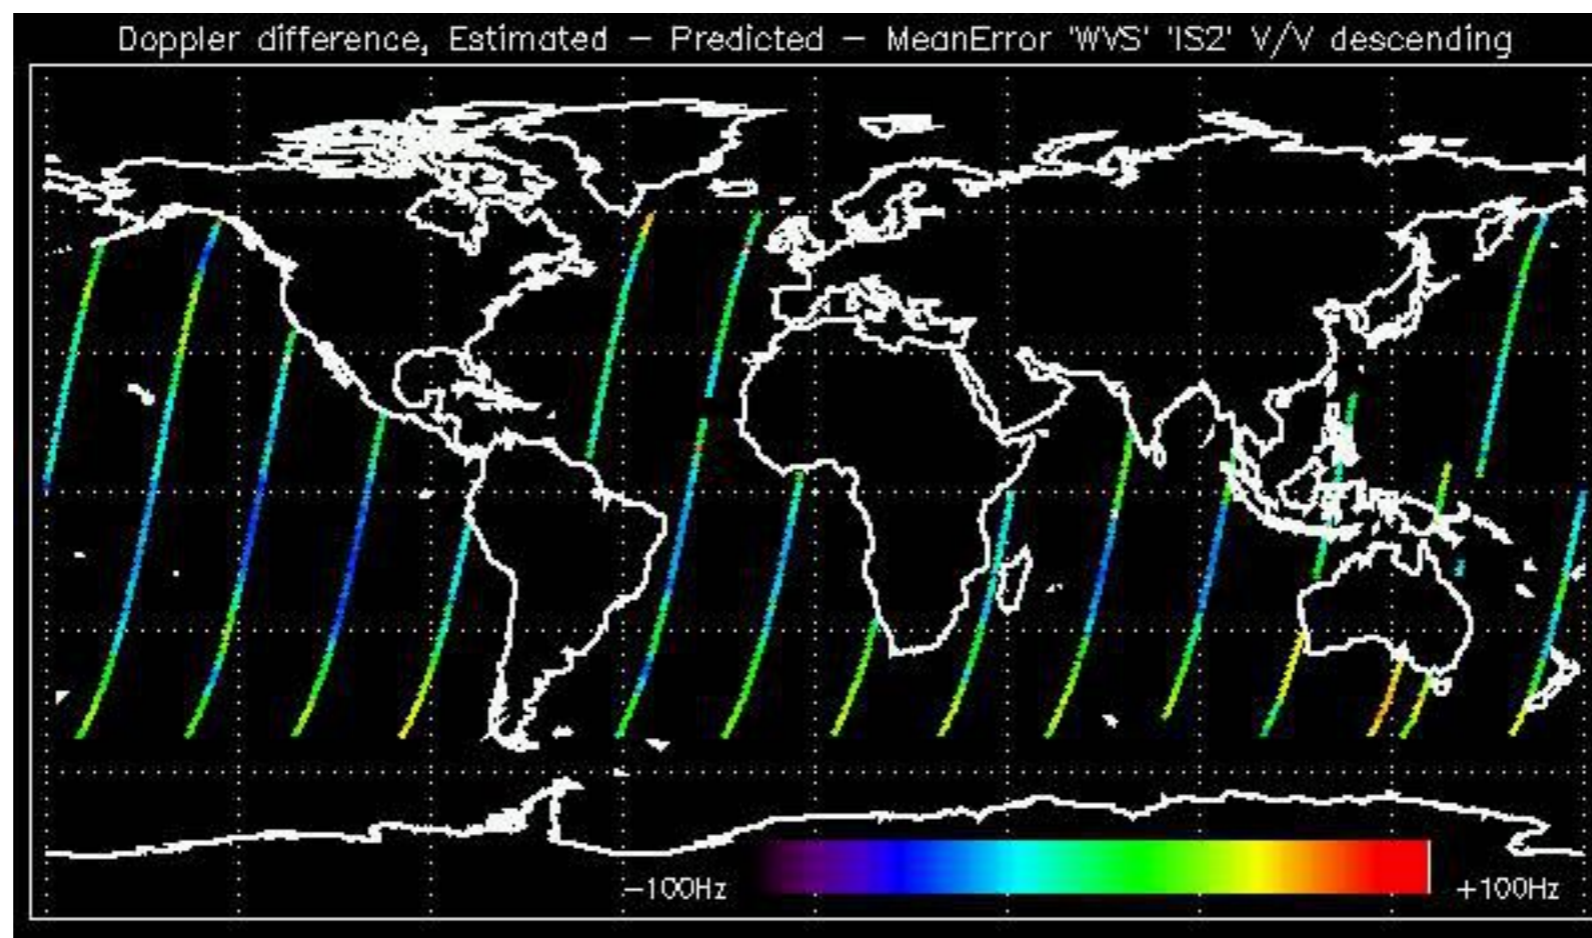 Doppler difference, Estimated − Predicted − MeanError 'WVS' 'IS2' V/V descending
−100Hz
+100Hz